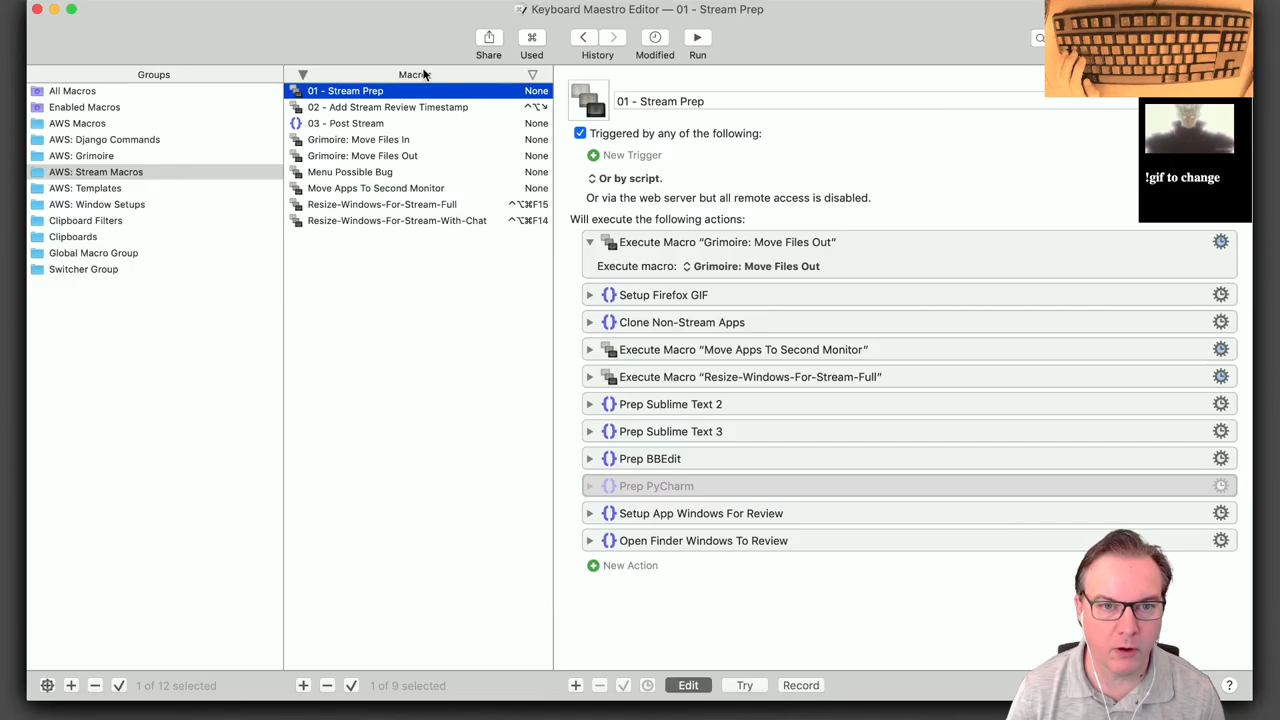 Keyboard Maestro Editor — 01 - Stream Prep
Share
Used
History
Modified
Run
Groups
All Macros
Enabled Macros
AWS Macros
AWS: Django Commands
AWS: Grimoire
AWS: Stream Macros
AWS: Templates
AWS: Window Setups
Clipboard Filters
Clipboards
Global Macro Group
Switcher Group
1 of 12 selected
Macros
01 - Stream Prep None
02 - Add Stream Review Timestamp ^⌥↘
03 - Post Stream None
Grimoire: Move Files In None
Grimoire: Move Files Out None
Menu Possible Bug None
Move Apps To Second Monitor None
Resize-Windows-For-Stream-Full ^⌥⌘F15
Resize-Windows-For-Stream-With-Chat ^⌥⌘F14
1 of 9 selected
01 - Stream Prep
Triggered by any of the following:
New Trigger
Or by script.
Or via the web server but all remote access is disabled.
Will execute the following actions:
Execute Macro “Grimoire: Move Files Out”
Execute macro: Grimoire: Move Files Out
Setup Firefox GIF
Clone Non-Stream Apps
Execute Macro “Move Apps To Second Monitor”
Execute Macro “Resize-Windows-For-Stream-Full”
Prep Sublime Text 2
Prep Sublime Text 3
Prep BBEdit
Prep PyCharm
Setup App Windows For Review
Open Finder Windows To Review
New Action
Edit
Try
Record
?
!gif to change